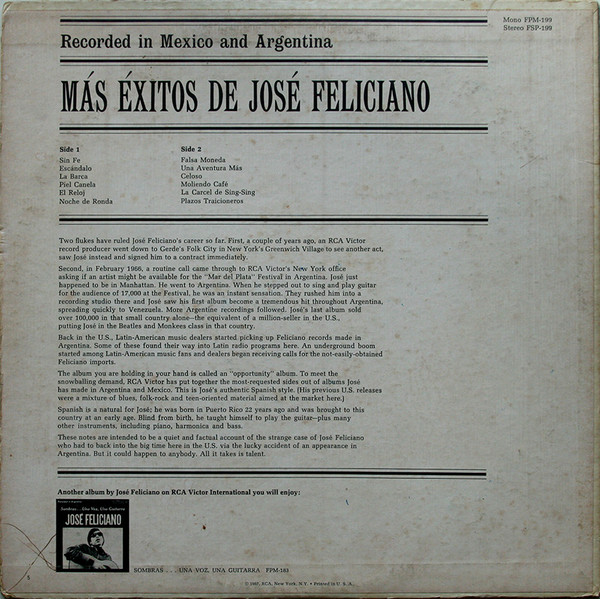 Mono FPM-199
Stereo FSP-199
Recorded in Mexico and Argentina
MÁS ÉXITOS DE JOSÉ FELICIANO
Side 1
Sin Fe
Escándalo
La Barca
Piel Canela
El Reloj
Noche de Ronda
Side 2
Falsa Moneda
Una Aventura Más
Celoso
Moliendo Café
La Carcel de Sing-Sing
Plazos Traicioneros
Two flukes have ruled José Feliciano's career so far. First, a couple of years ago, an RCA Victor
record producer went down to Gerde's Folk City in New York's Greenwich Village to see another act,
saw José instead and signed him to a contract immediately.
Second, in February 1966, a routine call came through to RCA Victor's New York office
asking if an artist might be available for the "Mar del Plata" Festival in Argentina. José just
happened to be in Manhattan. He went to Argentina. When he stepped out to sing and play guitar
for the audience of 17,000 at the Festival, he was an instant sensation. They rushed him into a
recording studio there and José saw his first album become a tremendous hit throughout Argentina,
spreading quickly to Venezuela. More Argentine recordings followed. José's last album sold
over 100,000 in that small country alone—the equivalent of a million-seller in the U.S.,
putting José in the Beatles and Monkees class in that country.
Back in the U.S., Latin-American music dealers started picking up Feliciano records made in
Argentina. Some of these found their way into Latin radio programs here. An underground boom
started among Latin-American music fans and dealers began receiving calls for the not-easily-obtained
Feliciano imports.
The album you are holding in your hand is called an "opportunity" album. To meet the
snowballing demand, RCA Victor has put together the most-requested sides out of albums José
has made in Argentina and Mexico. This is José's authentic Spanish style. (His previous U.S. releases
were a mixture of blues, folk-rock and teen-oriented material aimed at the market here.)
Spanish is a natural for José; he was born in Puerto Rico 22 years ago and was brought to this
country at an early age. Blind from birth, he taught himself to play the guitar—plus many
other instruments, including piano, harmonica and bass.
These notes are intended to be a quiet and factual account of the strange case of José Feliciano
who had to back into the big time here in the U.S. via the lucky accident of an appearance in
Argentina. But it could happen to anybody. All it takes is talent.
Another album by José Feliciano on RCA Victor International you will enjoy:
Sombras... Una Voz, Una Guitarra
JOSÉ FELICIANO
SOMBRAS . . . UNA VOZ, UNA GUITARRA FPM-183
© 1967, RCA, New York, N.Y. • Printed in U. S. A.